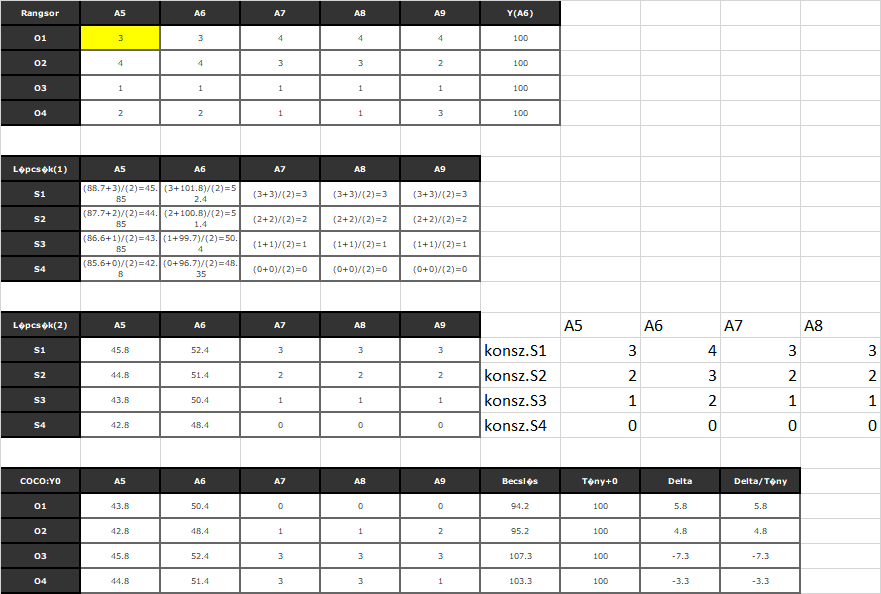 Rangsor A5 A6 A7 A8 A9 Y(A6)
O1 3 3 4 4 4 100
O2 4 4 3 3 2 100
O3 1 1 1 1 1 100
O4 2 2 1 1 3 100
L�pcs�k(1) A5 A6 A7 A8 A9
S1 (88.7+3)/(2)=45.85 (3+101.8)/(2)=52.4 (3+3)/(2)=3 (3+3)/(2)=3 (3+3)/(2)=3
S2 (87.7+2)/(2)=44.85 (2+100.8)/(2)=51.4 (2+2)/(2)=2 (2+2)/(2)=2 (2+2)/(2)=2
S3 (86.6+1)/(2)=43.85 (1+99.7)/(2)=50.4 (1+1)/(2)=1 (1+1)/(2)=1 (1+1)/(2)=1
S4 (85.6+0)/(2)=42.8 (0+96.7)/(2)=48.35 (0+0)/(2)=0 (0+0)/(2)=0 (0+0)/(2)=0
L�pcs�k(2) A5 A6 A7 A8 A9 A5 A6 A7 A8
S1 45.8 52.4 3 3 3 konsz.S1 3 4 3 3
S2 44.8 51.4 2 2 2 konsz.S2 2 3 2 2
S3 43.8 50.4 1 1 1 konsz.S3 1 2 1 1
S4 42.8 48.4 0 0 0 konsz.S4 0 0 0 0
COCO:Y0 A5 A6 A7 A8 A9 Becsl�s T�ny+0 Delta Delta/T�ny
O1 43.8 50.4 0 0 0 94.2 100 5.8 5.8
O2 42.8 48.4 1 1 2 95.2 100 4.8 4.8
O3 45.8 52.4 3 3 3 107.3 100 -7.3 -7.3
O4 44.8 51.4 3 3 1 103.3 100 -3.3 -3.3